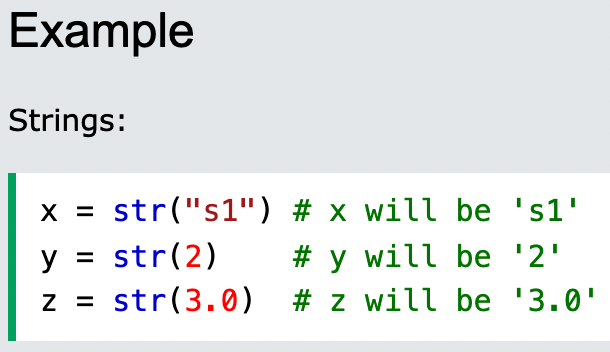 Example
Strings:
x = str("s1") # x will be 's1'
y = str(2)    # y will be '2'
z = str(3.0)  # z will be '3.0'